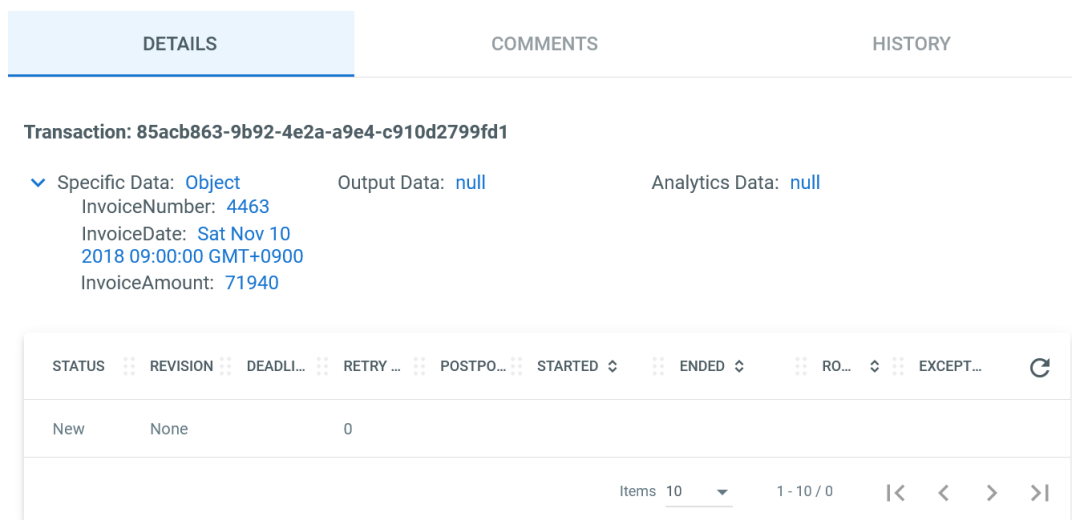 DETAILS COMMENTS HISTORY
Transaction: 85acb863-9b92-4e2a-a9e4-c910d2799fd1
Specific Data: Object Output Data: null Analytics Data: null
InvoiceNumber: 4463
InvoiceDate: Sat Nov 10
2018 09:00:00 GMT+0900
InvoiceAmount: 71940
STATUS REVISION DEADLI... RETRY ... POSTPO... STARTED ENDED RO... EXCEPT...
New None 0
Items 10 1 - 10 / 0